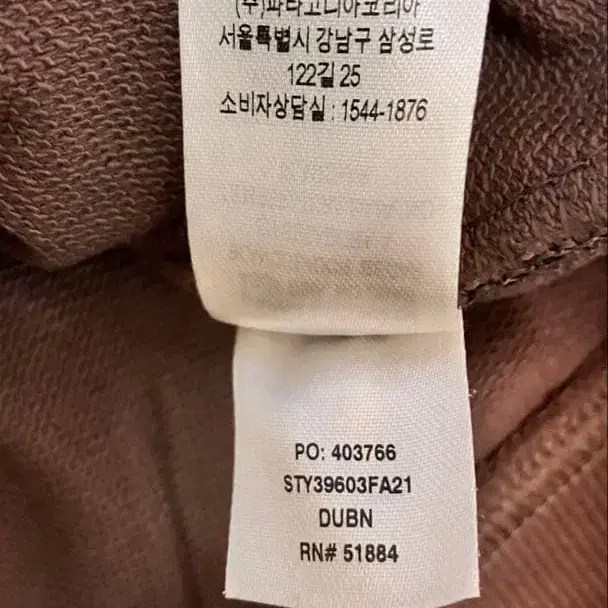 (주)파타고니아코리아
서울특별시 강남구 삼성로
122길 25
소비자상담실 : 1544-1876
PO: 403766
STY39603FA21
DUBN
RN# 51884